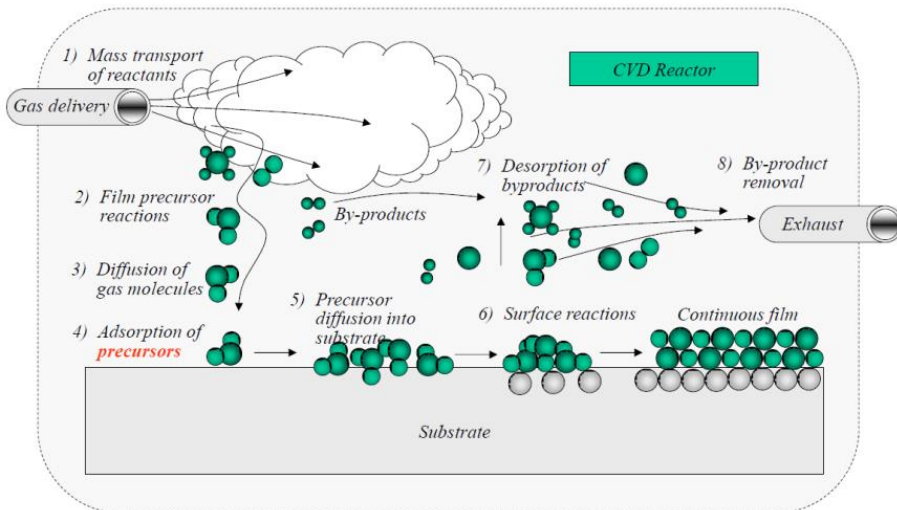 1) Mass transport
of reactants
CVD Reactor
Gas delivery
2) Film precursor
reactions
By-products
7) Desorption of
byproducts
8) By-product
removal
Exhaust
3) Diffusion of
gas molecules
4) Adsorption of
precursors
5) Precursor
diffusion into
substrate
6) Surface reactions
Continuous film
Substrate